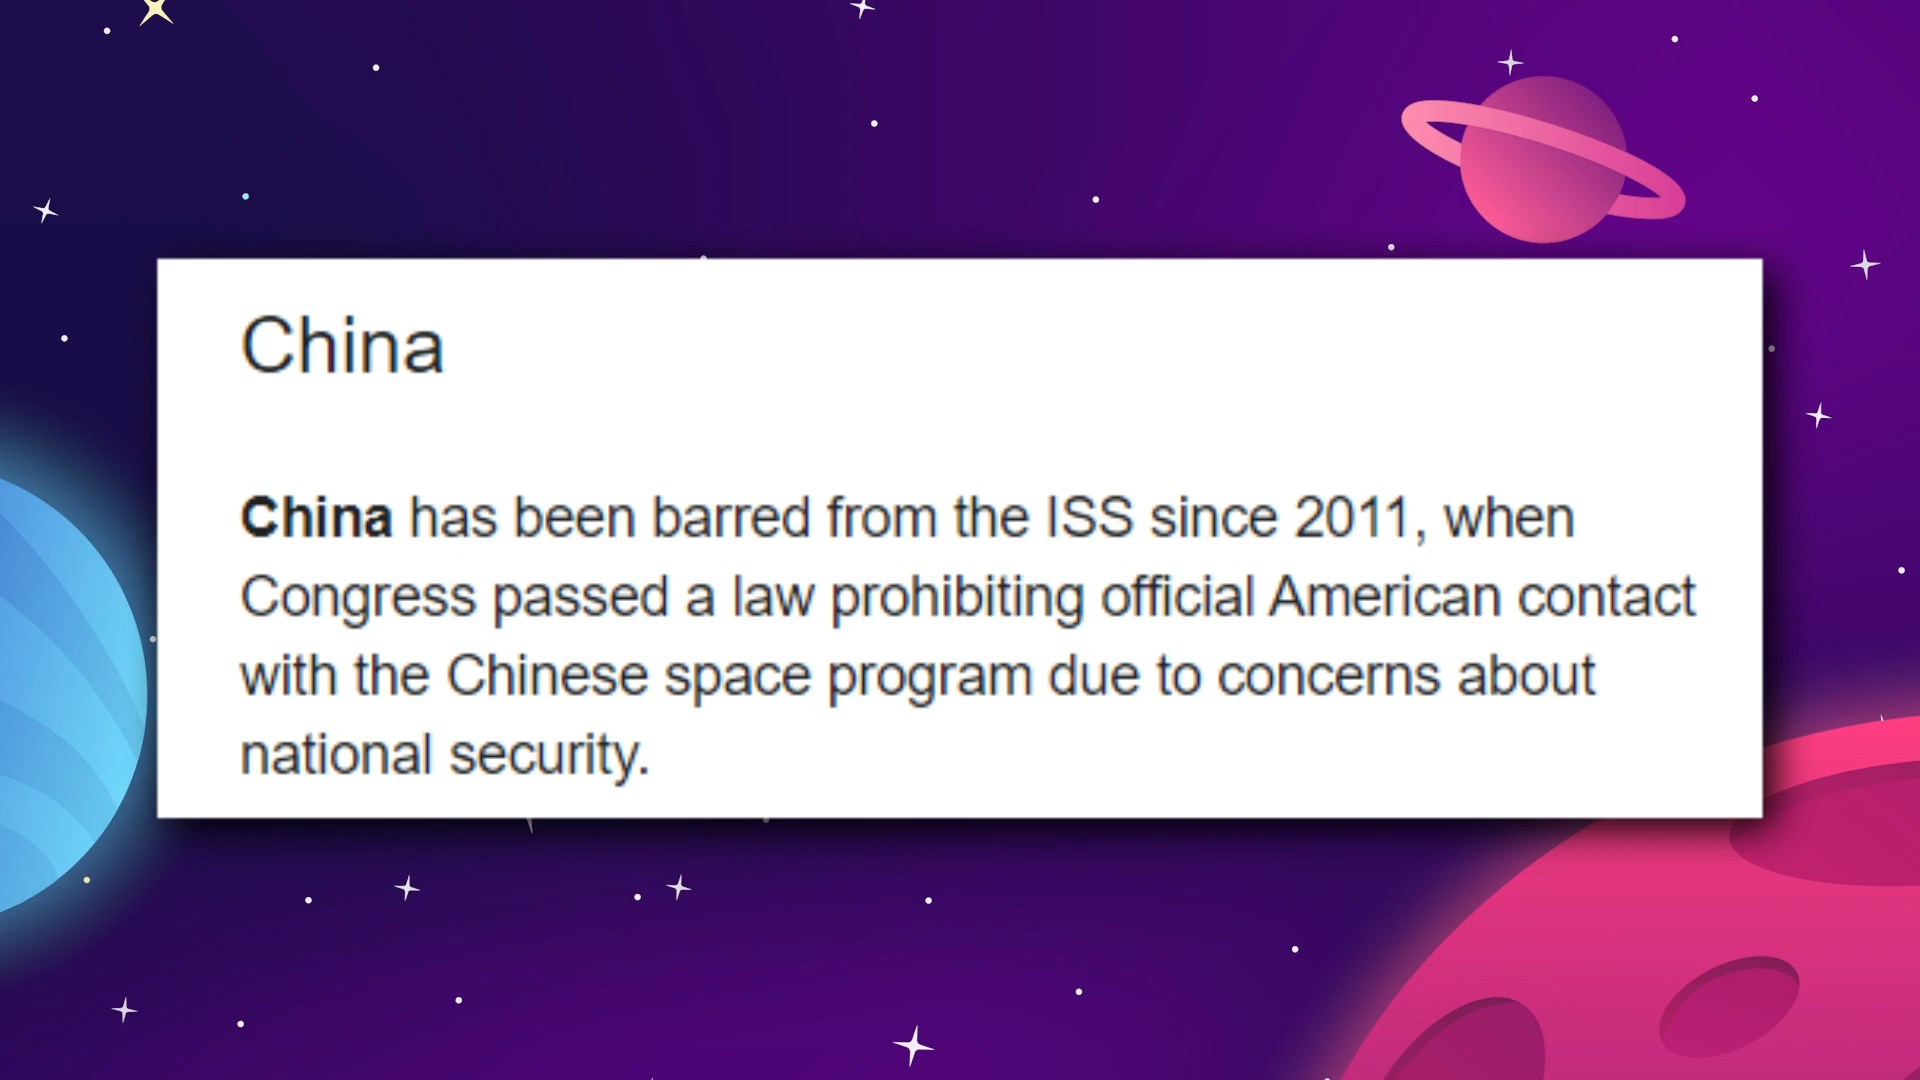 China
China has been barred from the ISS since 2011, when
Congress passed a law prohibiting official American contact
with the Chinese space program due to concerns about
national security.